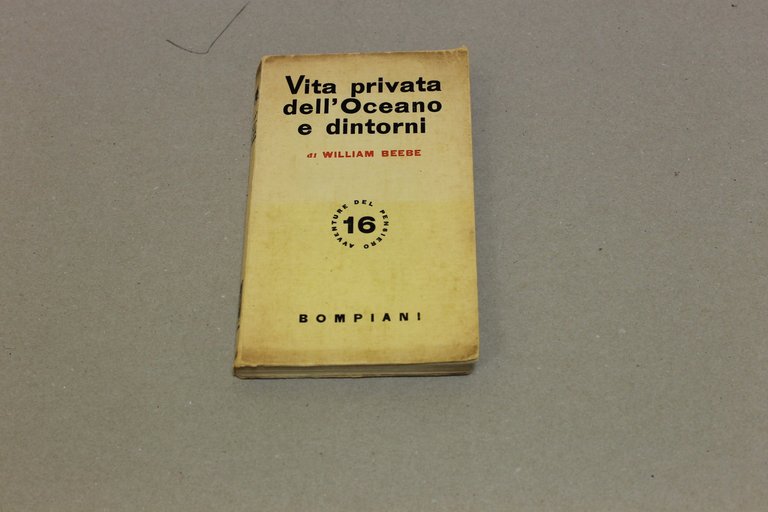 Vita privata
dell'Oceano
e dintorni
di WILLIAM BEEBE
AVVENTURE DEL PENSIERO
16
BOMPIANI